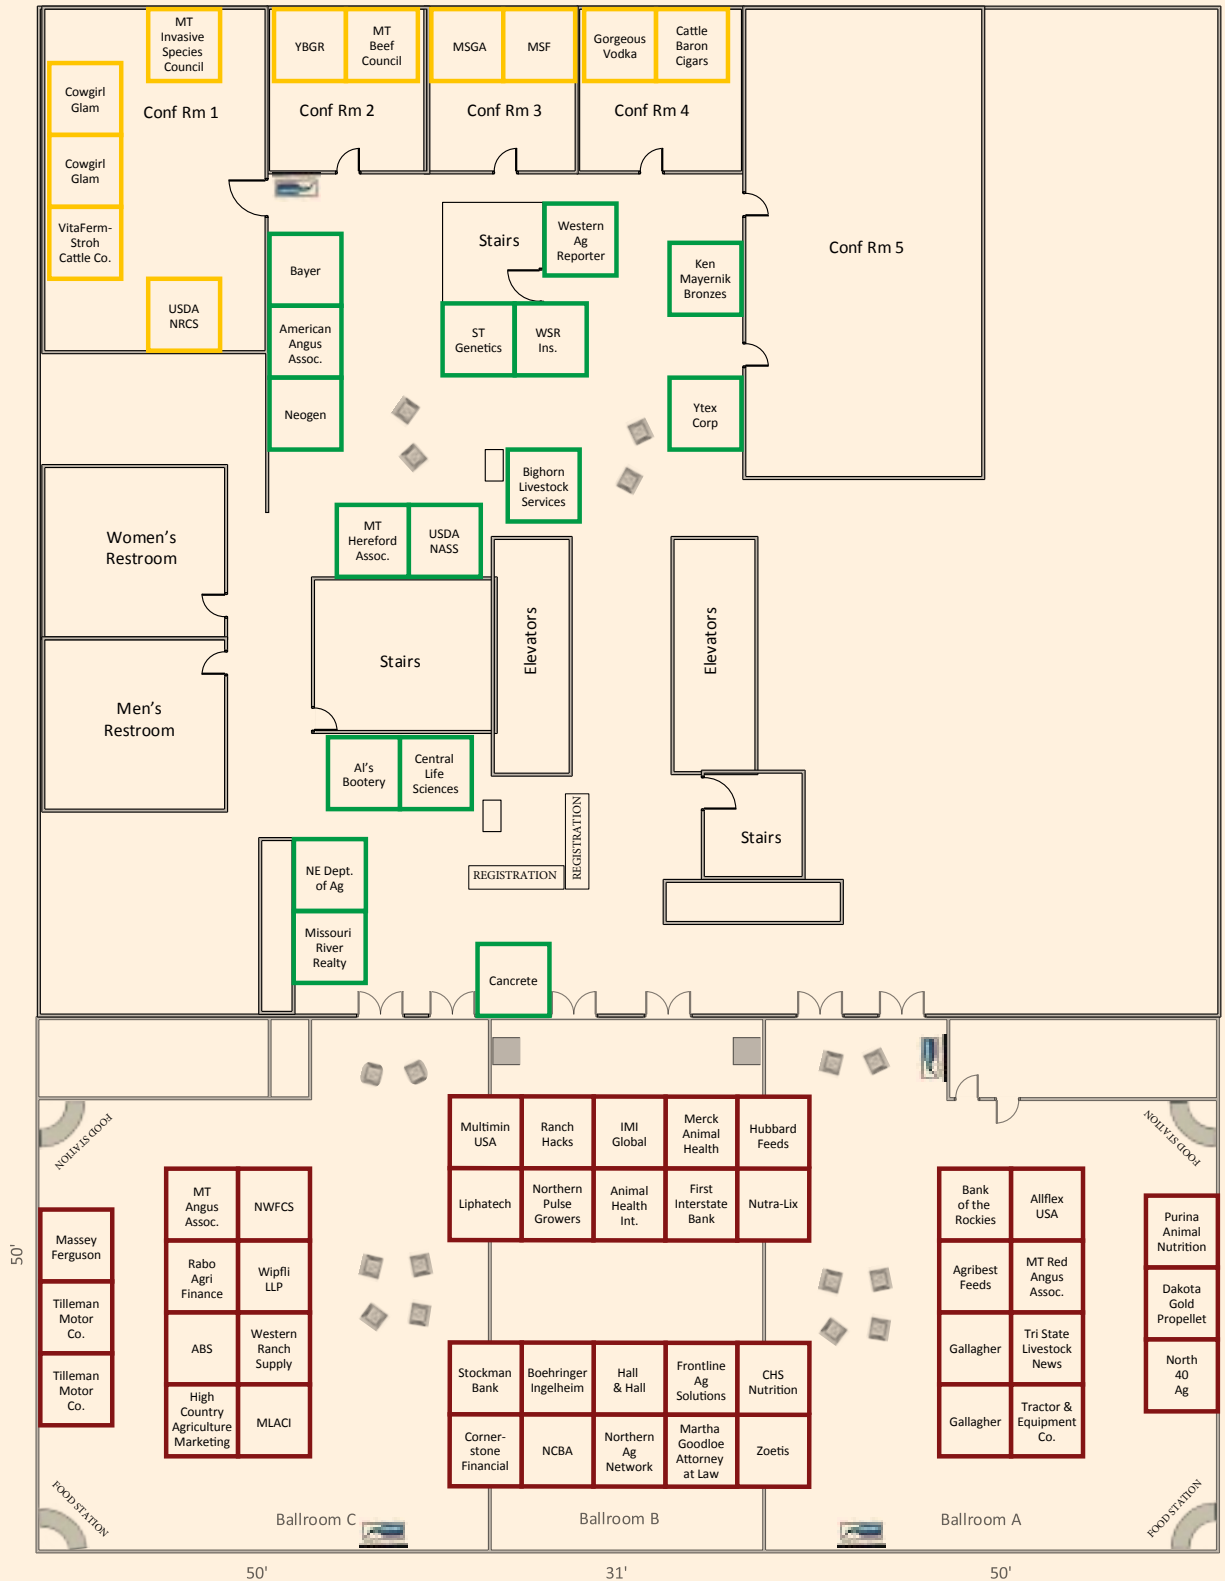 MT
Invasive
Species
Council
Cowgirl
Glam
Cowgirl
Glam
VitaFerm-
Stroh
Cattle Co.
USDA
NRCS
Conf Rm 1
YBGR
MT
Beef
Council
Conf Rm 2
MSGA
MSF
Conf Rm 3
Gorgeous
Vodka
Cattle
Baron
Cigars
Conf Rm 4
Conf Rm 5
Bayer
American
Angus
Assoc.
Neogen
Stairs
Western
Ag
Reporter
ST
Genetics
WSR
Ins.
Ken
Mayernik
Bronzes
Ytex
Corp
Bighorn
Livestock
Services
MT
Hereford
Assoc.
USDA
NASS
Women's
Restroom
Men's
Restroom
Stairs
Elevators
Elevators
Al's
Bootery
Central
Life
Sciences
Stairs
REGISTRATION
REGISTRATION
NE Dept.
of Ag
Missouri
River
Realty
Cancrete
FOOD STATION
FOOD STATION
Multimin
USA
Ranch
Hacks
IMI
Global
Merck
Animal
Health
Hubbard
Feeds
Liphatech
Northern
Pulse
Growers
Animal
Health
Int.
First
Interstate
Bank
Nutra-Lix
MT
Angus
Assoc.
NWFCS
Rabo
Agri
Finance
Wipfli
LLP
ABS
Western
Ranch
Supply
High
Country
Agriculture
Marketing
MLACI
Massey
Ferguson
Tilleman
Motor
Co.
Tilleman
Motor
Co.
50'
Bank
of the
Rockies
Allflex
USA
Agribest
Feeds
MT Red
Angus
Assoc.
Gallagher
Tri State
Livestock
News
Gallagher
Tractor &
Equipment
Co.
Purina
Animal
Nutrition
Dakota
Gold
Propellet
North
40
Ag
Stockman
Bank
Boehringer
Ingelheim
Hall
& Hall
Frontline
Ag
Solutions
CHS
Nutrition
Corner-
stone
Financial
NCBA
Northern
Ag
Network
Martha
Goodloe
Attorney
at Law
Zoetis
FOOD STATION
FOOD STATION
Ballroom C
Ballroom B
Ballroom A
50'
31'
50'